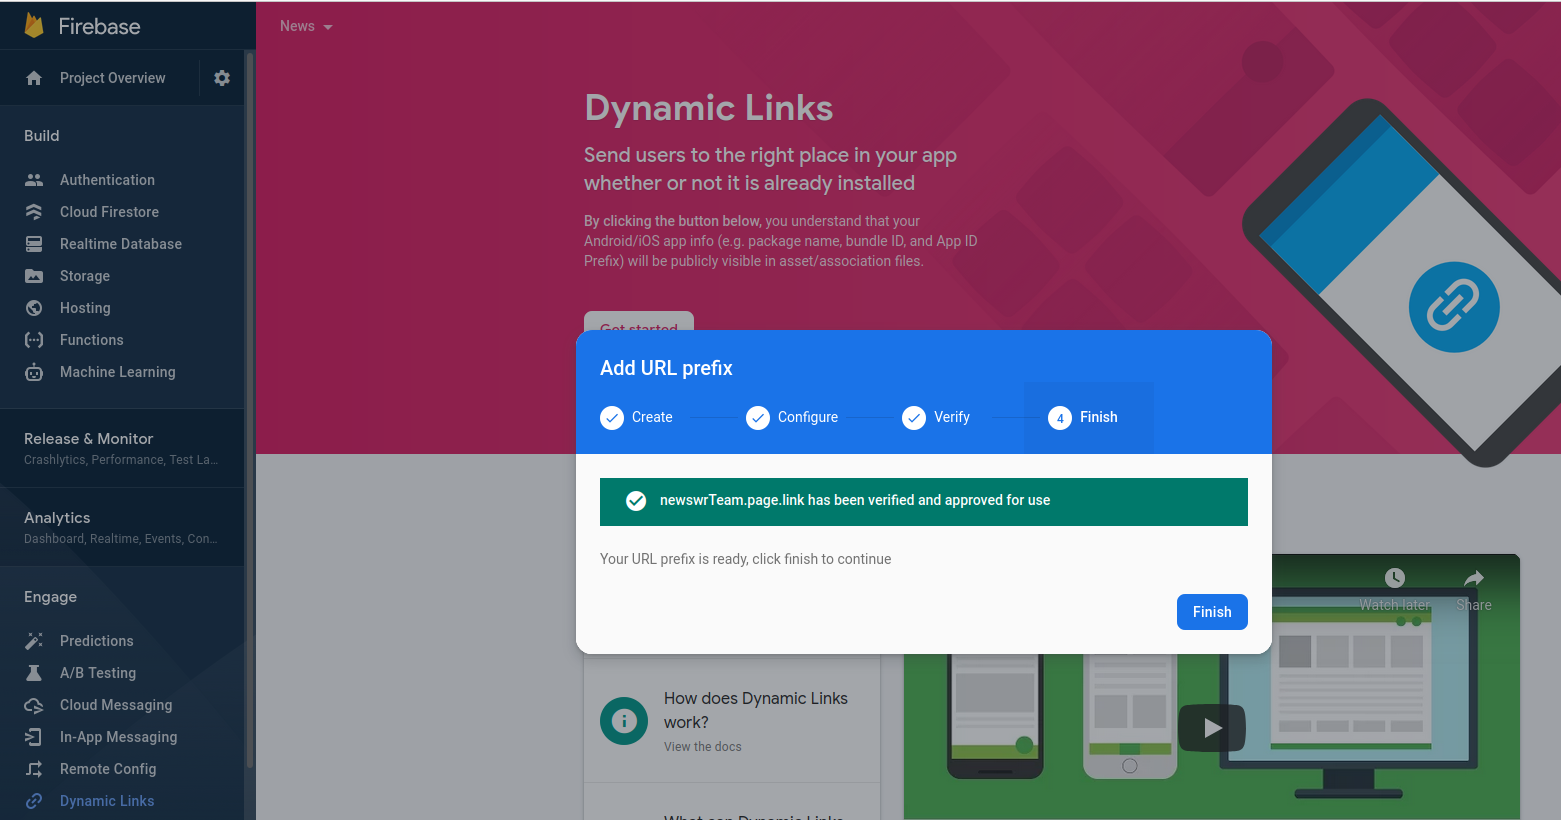 Firebase
Project Overview
Build
Authentication
Cloud Firestore
Realtime Database
Storage
Hosting
Functions
Machine Learning
Release & Monitor
Crashlytics, Performance, Test La...
Analytics
Dashboard, Realtime, Events, Con...
Engage
Predictions
A/B Testing
Cloud Messaging
In-App Messaging
Remote Config
Dynamic Links
News
Dynamic Links
Send users to the right place in your app
whether or not it is already installed
By clicking the button below, you understand that your
Android/iOS app info (e.g. package name, bundle ID, and App ID
Prefix) will be publicly visible in asset/association files.
Get started
Add URL prefix
Create
Configure
Verify
4 Finish
newswrTeam.page.link has been verified and approved for use
Your URL prefix is ready, click finish to continue
Finish
Watch later
Share
How does Dynamic Links
work?
View the docs
What can Dynamic Links